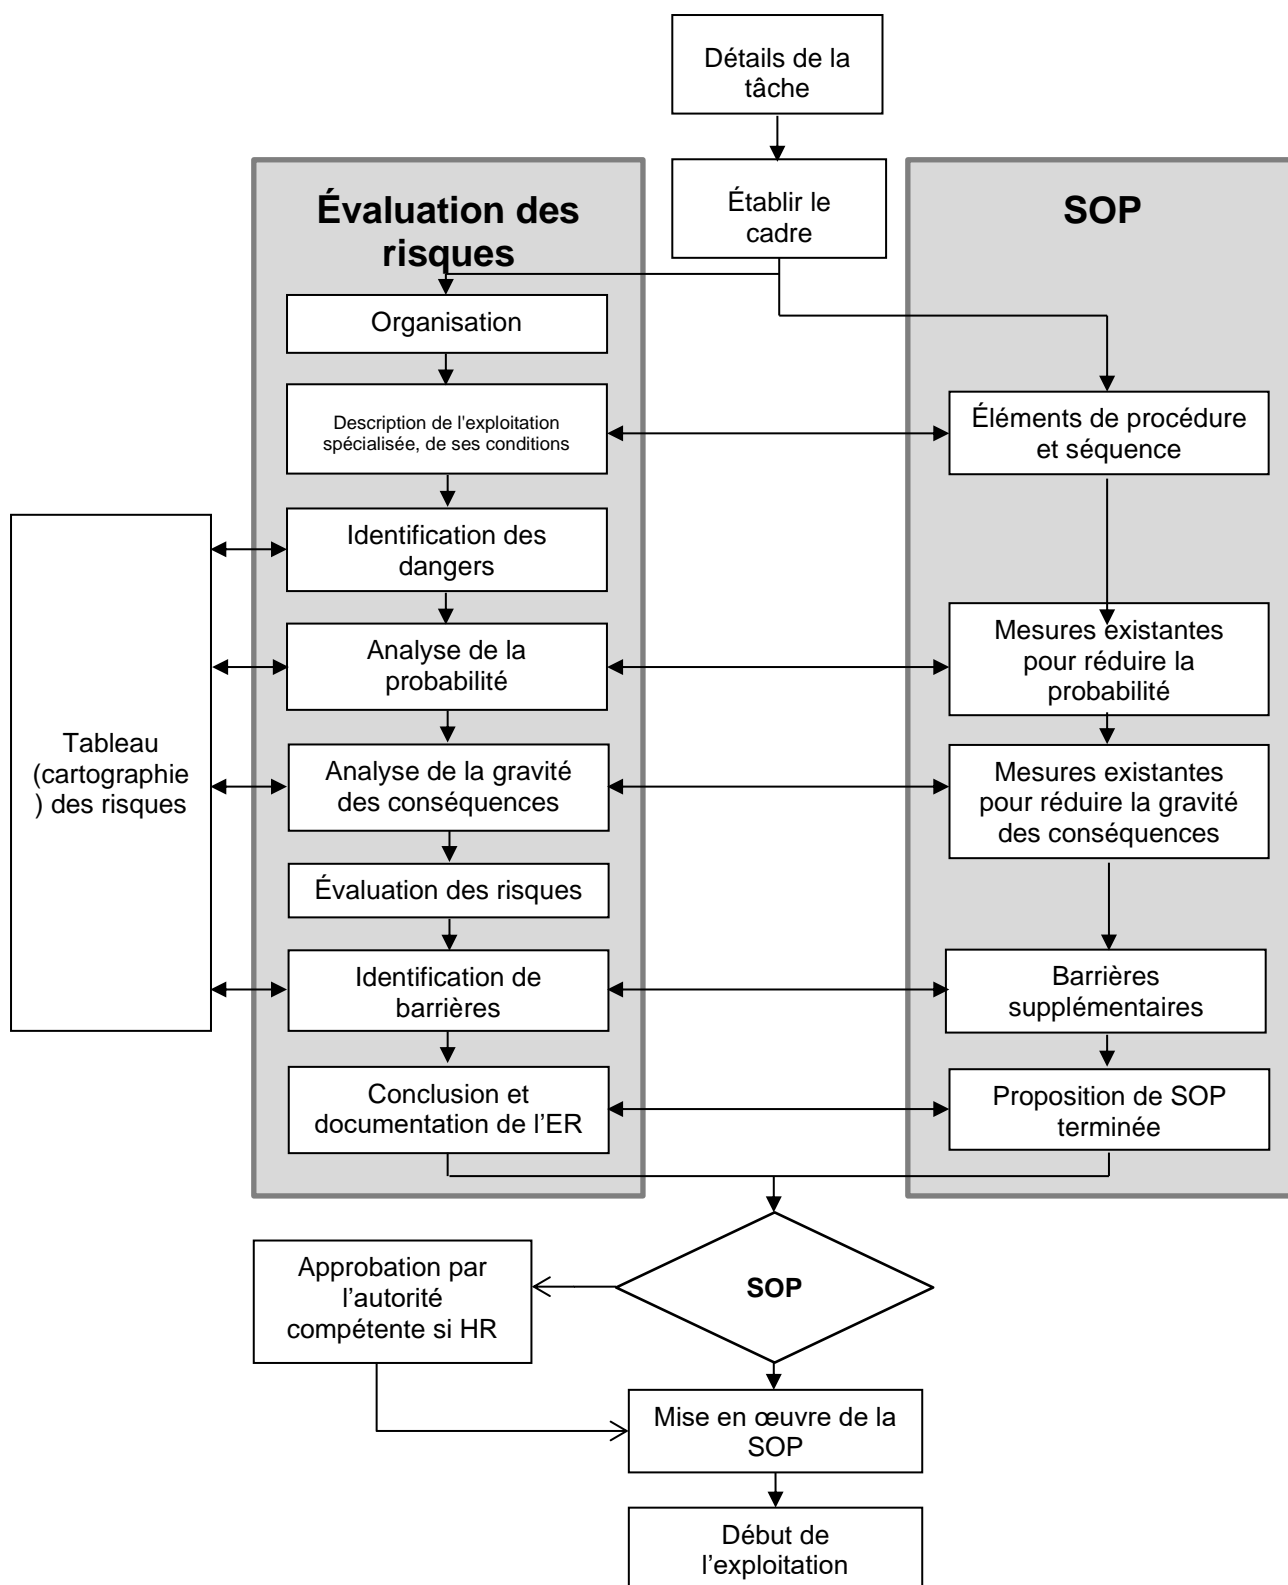 Détails de la
tâche
Établir le
cadre
Évaluation des
risques
SOP
Organisation
Description de l'exploitation
spécialisée, de ses conditions
Éléments de procédure
et séquence
Identification des
dangers
Analyse de la
probabilité
Mesures existantes
pour réduire la
probabilité
Tableau
(cartographie
) des risques
Analyse de la gravité
des conséquences
Mesures existantes
pour réduire la gravité
des conséquences
Évaluation des risques
Identification de
barrières
Barrières
supplémentaires
Conclusion et
documentation de l’ER
Proposition de SOP
terminée
SOP
Approbation par
l’autorité
compétente si HR
Mise en œuvre de la
SOP
Début de
l’exploitation